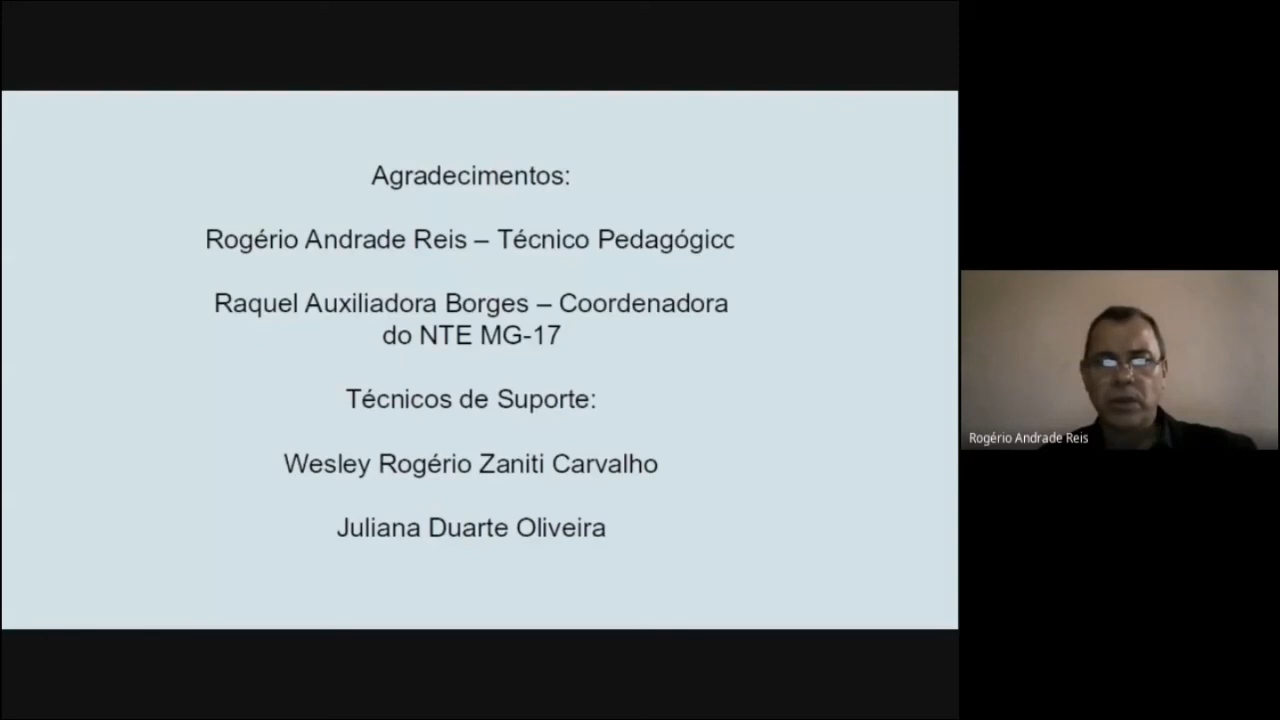 Agradecimentos:
Rogério Andrade Reis – Técnico Pedagógico
Raquel Auxiliadora Borges – Coordenadora
do NTE MG-17
Técnicos de Suporte:
Wesley Rogério Zaniti Carvalho
Juliana Duarte Oliveira
Rogério Andrade Reis